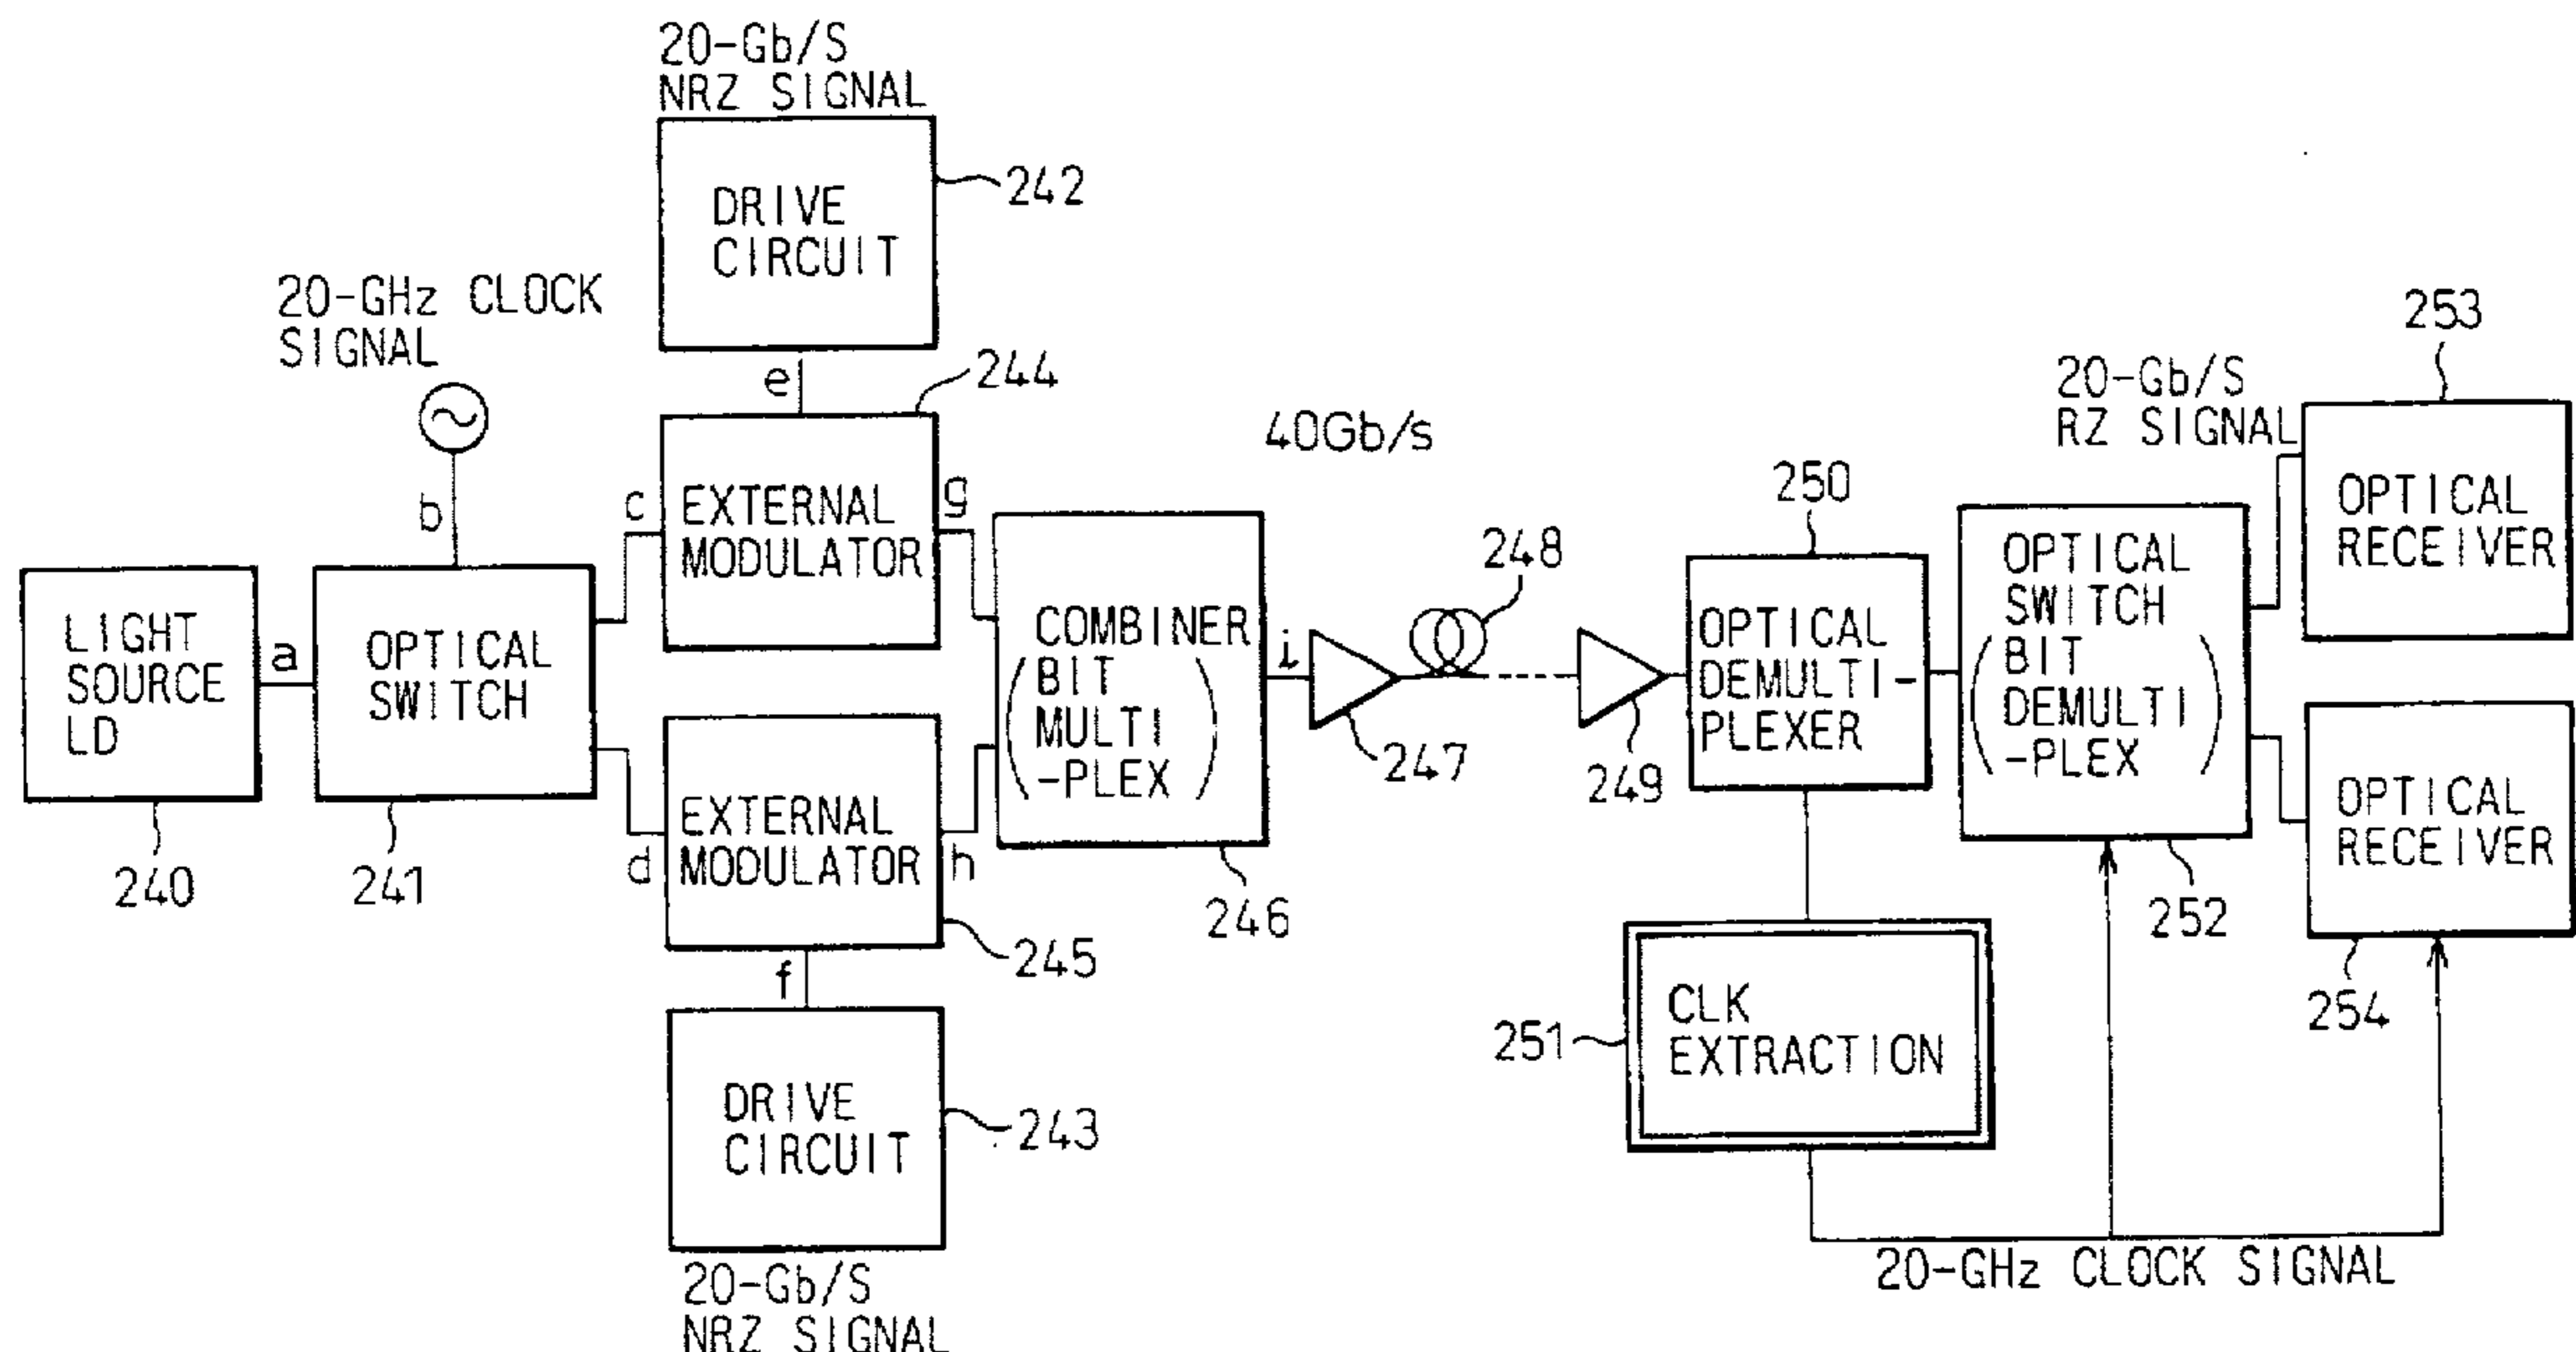 20-Gb/S
NRZ SIGNAL
DRIVE
CIRCUIT
242
20-GHz CLOCK
SIGNAL
b
e
244
EXTERNAL
MODULATOR
c
g
40Gb/s
LIGHT
SOURCE
LD
240
a
OPTICAL
SWITCH
241
d
EXTERNAL
MODULATOR
h
245
f
DRIVE
CIRCUIT
243
20-Gb/S
NRZ SIGNAL
COMBINER
(BIT
MULTI
-PLEX)
246
i
247
248
249
250
OPTICAL
DEMULTI-
PLEXER
251
CLK
EXTRACTION
OPTICAL
SWITCH
(BIT
DEMULTI
-PLEX)
252
20-Gb/S
RZ SIGNAL
253
OPTICAL
RECEIVER
OPTICAL
RECEIVER
254
20-GHz CLOCK SIGNAL